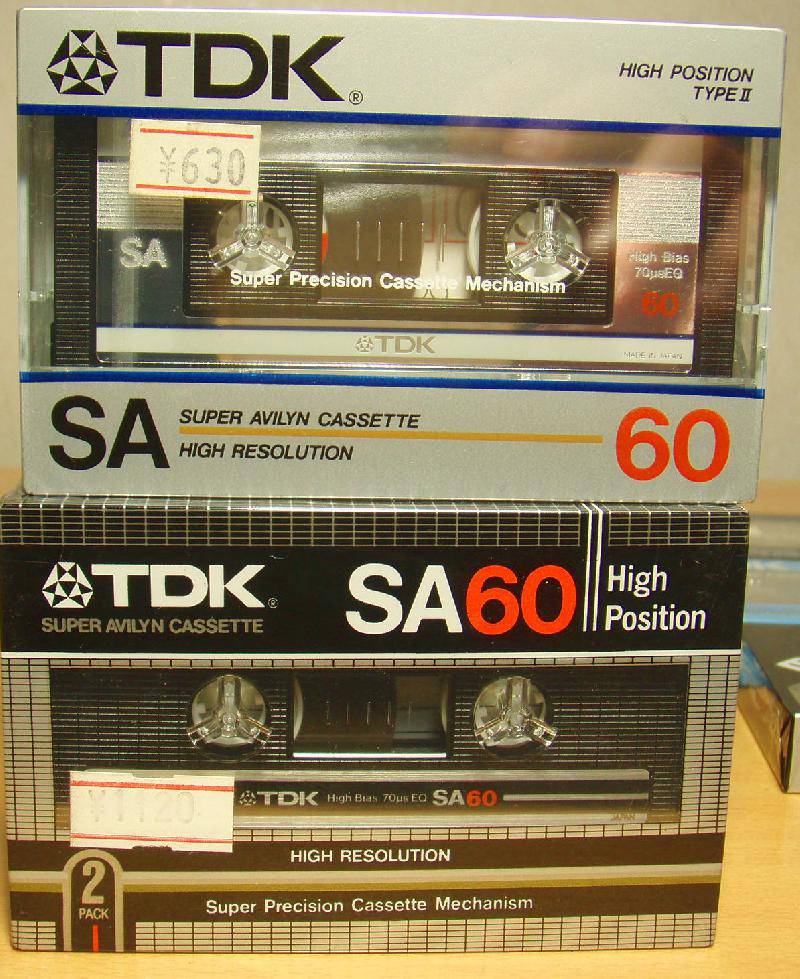 TDK®
HIGH POSITION
TYPE II
¥630
SA
High Bias
70µsEQ
60
Super Precision Cassette Mechanism
TDK
MADE IN JAPAN
SA
SUPER AVILYN CASSETTE
HIGH RESOLUTION
60
TDK®
SUPER AVILYN CASSETTE
SA60
High
Position
TDK High Bias 70µs EQ SA60
JAPAN
¥1120
HIGH RESOLUTION
2
PACK
Super Precision Cassette Mechanism